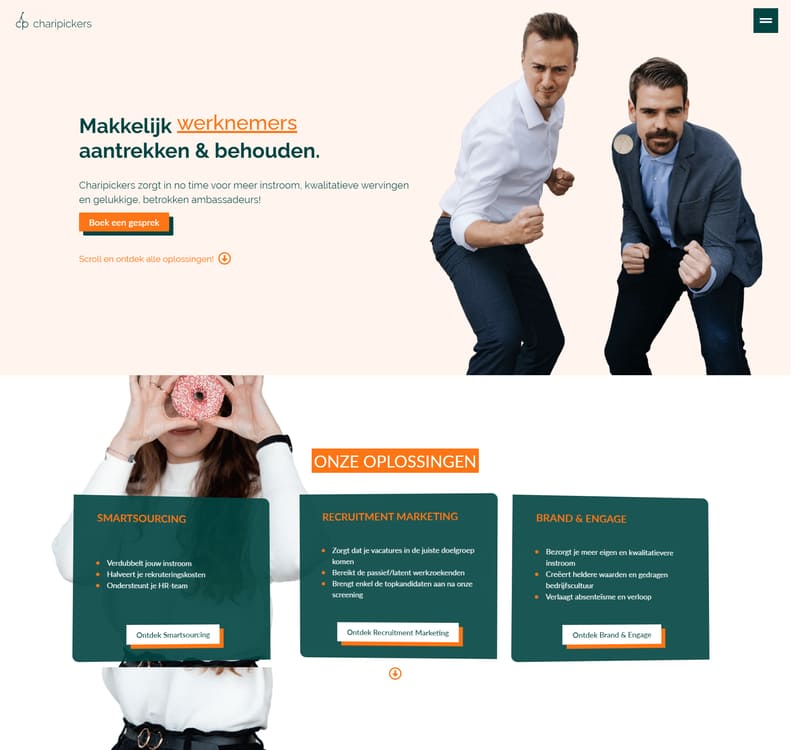 charipickers
Makkelijk werknemers
aantrekken & behouden.
Charipickers zorgt in no time voor meer instroom, kwalitatieve wervingen
en gelukkige, betrokken ambassadeurs!
Boek een gesprek
Scroll en ontdek alle oplossingen!
ONZE OPLOSSINGEN
SMARTSOURCING
Verdubbelt jouw instroom
Halveert je rekruteringskosten
Ondersteunt je HR-team
Ontdek Smartsourcing
RECRUITMENT MARKETING
Zorgt dat je vacatures in de juiste doelgroep
komen
Bereikt de passief/latent werkzoekenden
Brengt enkel de topkandidaten aan na onze
screening
Ontdek Recruitment Marketing
BRAND & ENGAGE
Bezorgt je meer eigen en kwalitatievere
instroom
Creëert heldere waarden en gedragen
bedrijfscultuur
Verlaagt absenteïsme en verloop
Ontdek Brand & Engage